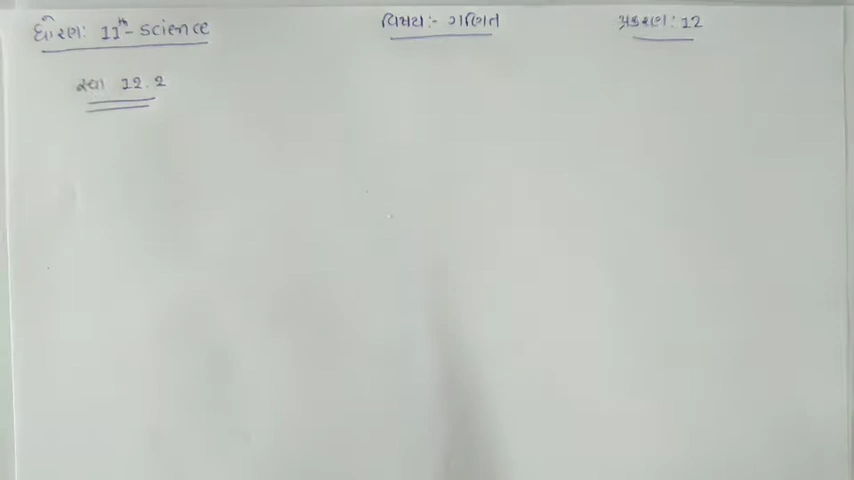 ધોરણ: 11th - science
વિષય:- ગણિત
પ્રકરણ: 12
સ્વા 12.2